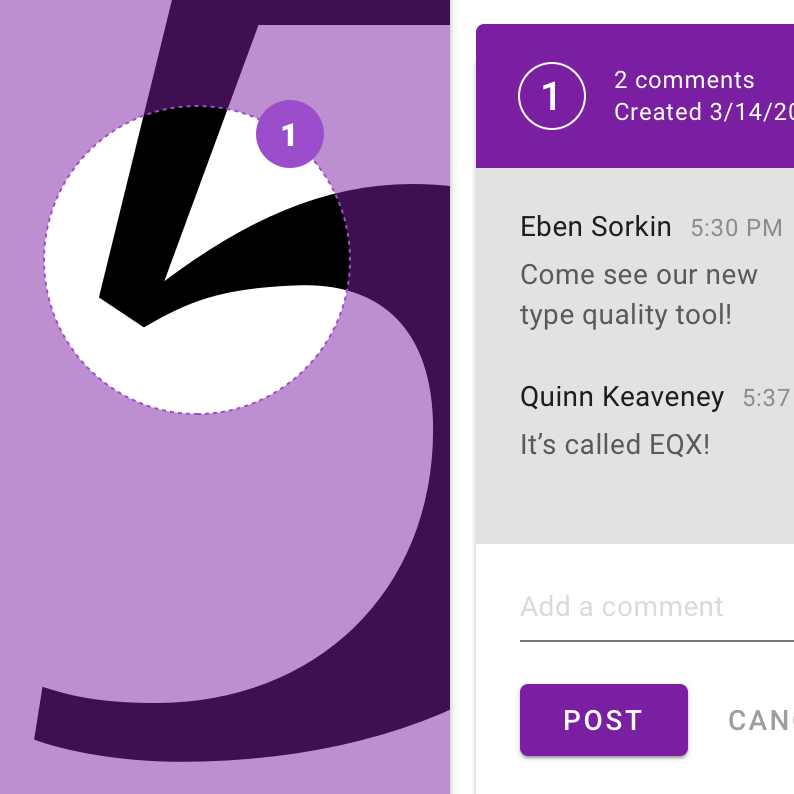 5
1
1
2 comments
Created 3/14/20
Eben Sorkin 5:30 PM
Come see our new
type quality tool!
Quinn Keaveney 5:37
It’s called EQX!
Add a comment
POST CANC